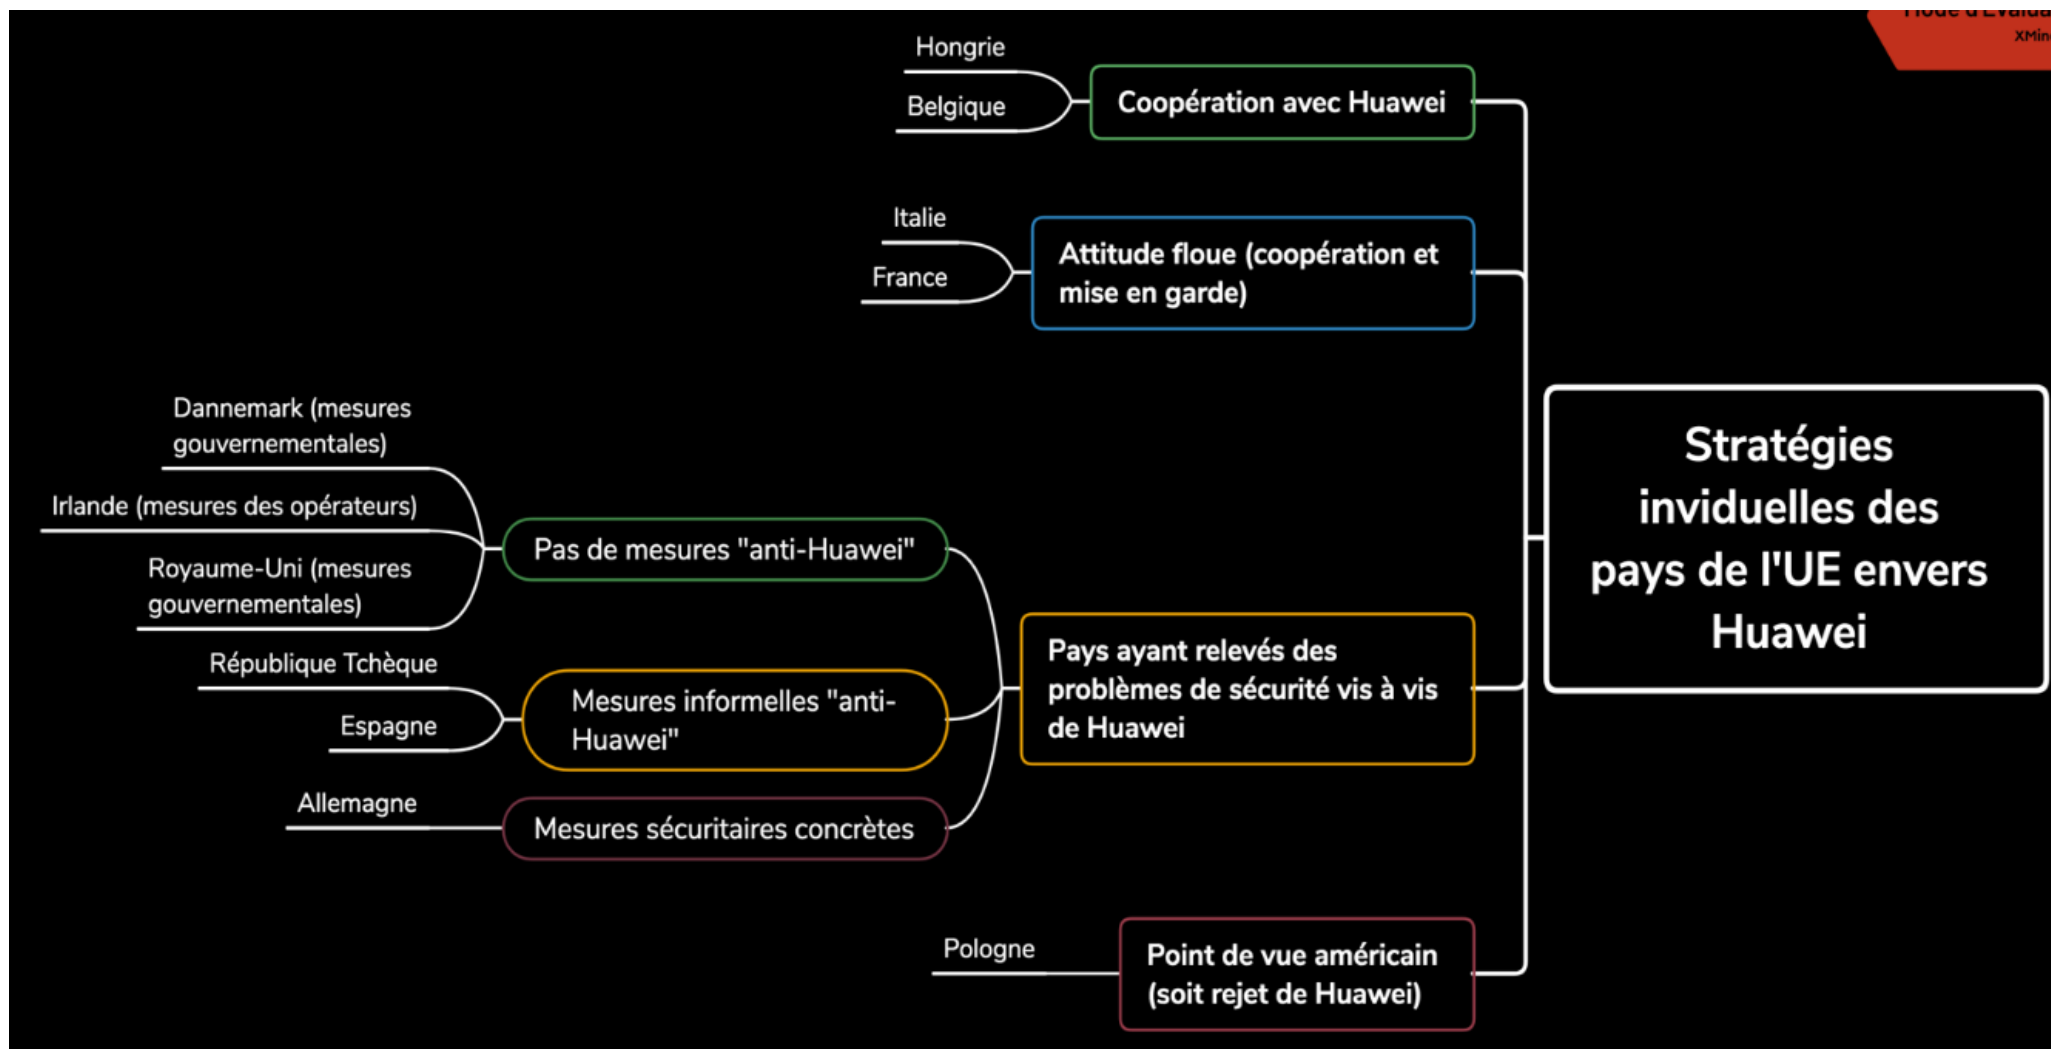 Hongrie
Belgique
Coopération avec Huawei
Italie
France
Attitude floue (coopération et
mise en garde)
Dannemark (mesures
gouvernementales)
Irlande (mesures des opérateurs)
Royaume-Uni (mesures
gouvernementales)
Pas de mesures "anti-Huawei"
République Tchèque
Espagne
Mesures informelles "anti-
Huawei"
Allemagne
Mesures sécuritaires concrètes
Pays ayant relevés des
problèmes de sécurité vis à vis
de Huawei
Pologne
Point de vue américain
(soit rejet de Huawei)
Stratégies
inviduelles des
pays de l'UE envers
Huawei